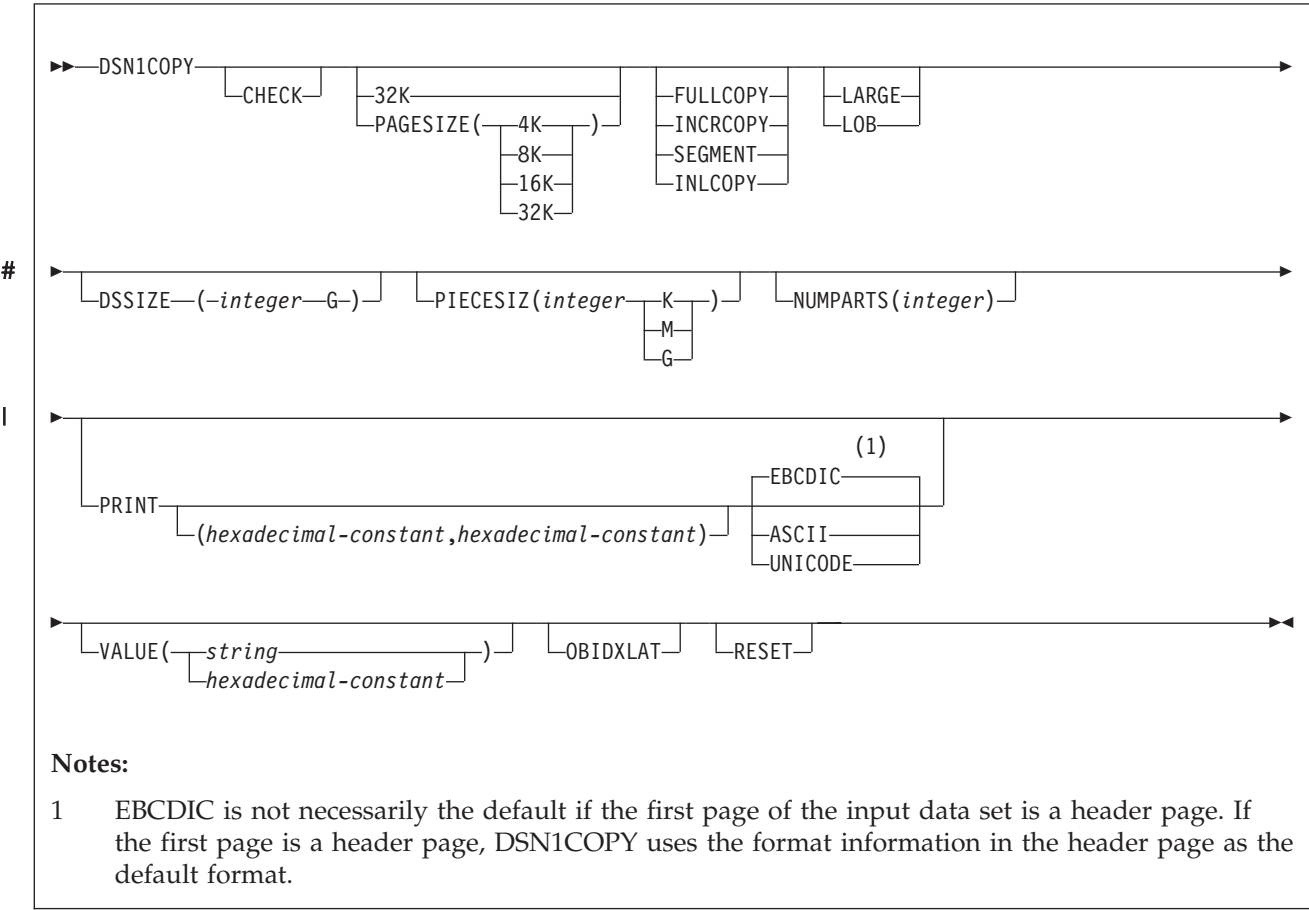 DSN1COPY
CHECK 32K FULLCOPY LARGE
PAGESIZE( 4K ) INCRCOPY LOB
8K SEGMENT
16K INLCOPY
32K
#
DSSIZE (integer G) PIECESIZ(integer K ) NUMPARTS(integer)
M
G
|
(1)
EBCDIC
PRINT
(hexadecimal-constant,hexadecimal-constant) ASCII
UNICODE
VALUE( string ) OBIDXLAT RESET
hexadecimal-constant
Notes:
1 EBCDIC is not necessarily the default if the first page of the input data set is a header page. If
the first page is a header page, DSN1COPY uses the format information in the header page as the
default format.